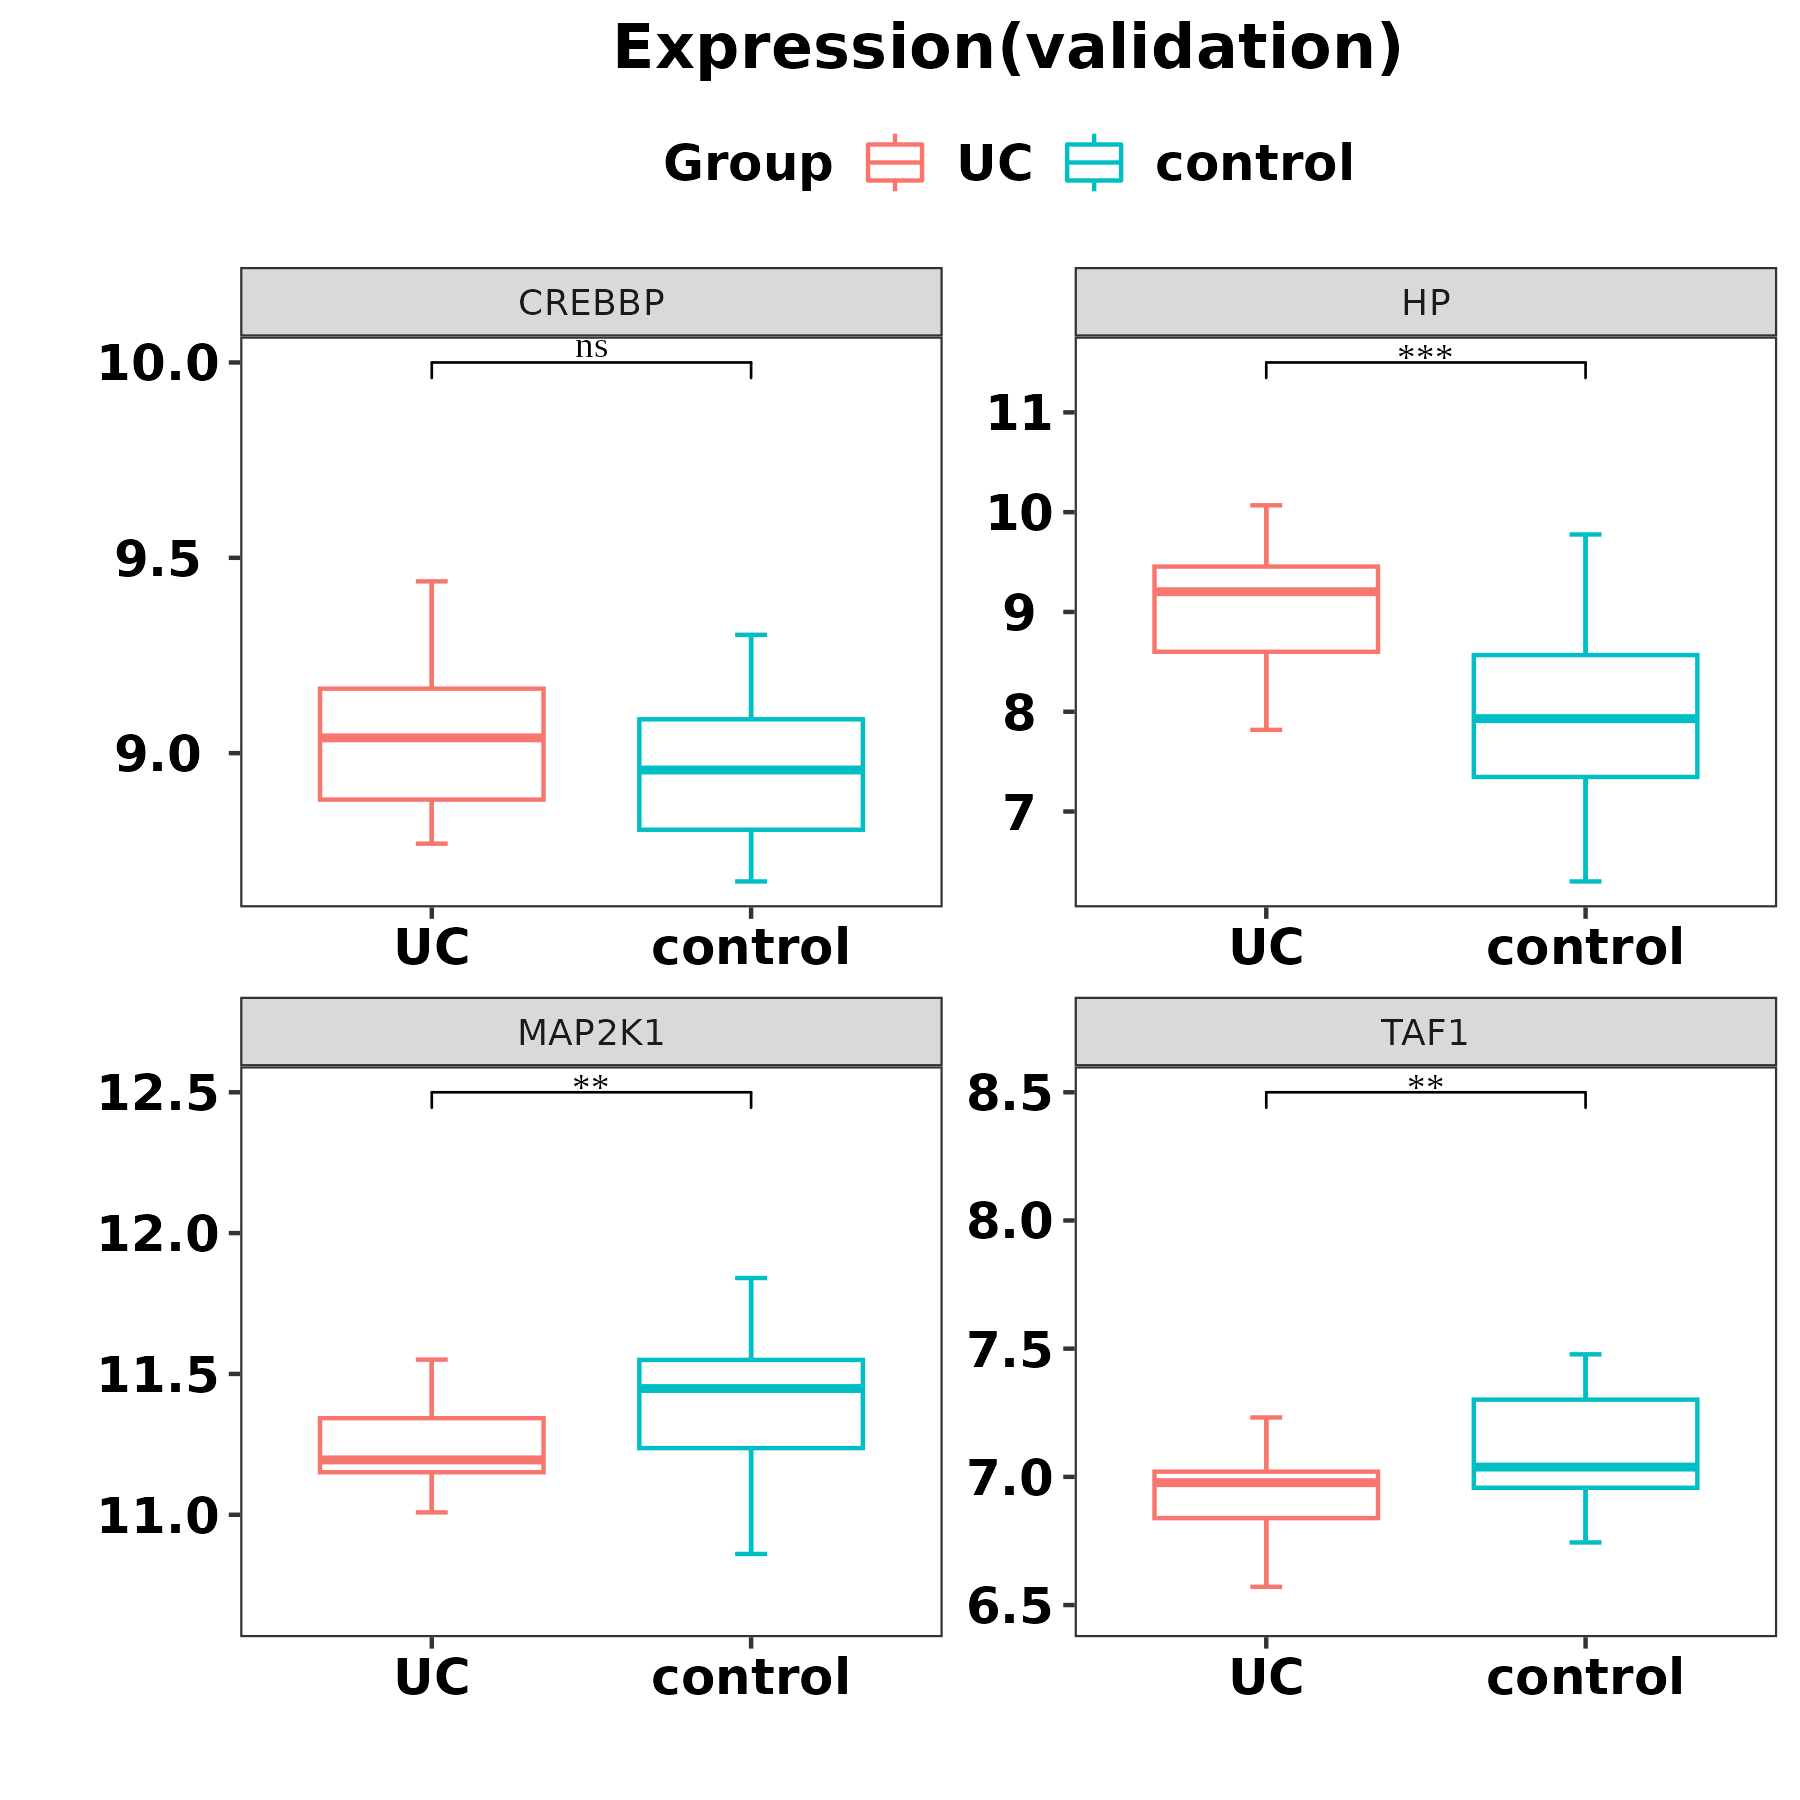 Expression(validation)
Group UC control
CREBBP
ns
10.0
9.5
9.0
UC control
HP
***
11
10
9
8
7
UC control
MAP2K1
**
12.5
12.0
11.5
11.0
UC control
TAF1
**
8.5
8.0
7.5
7.0
6.5
UC control